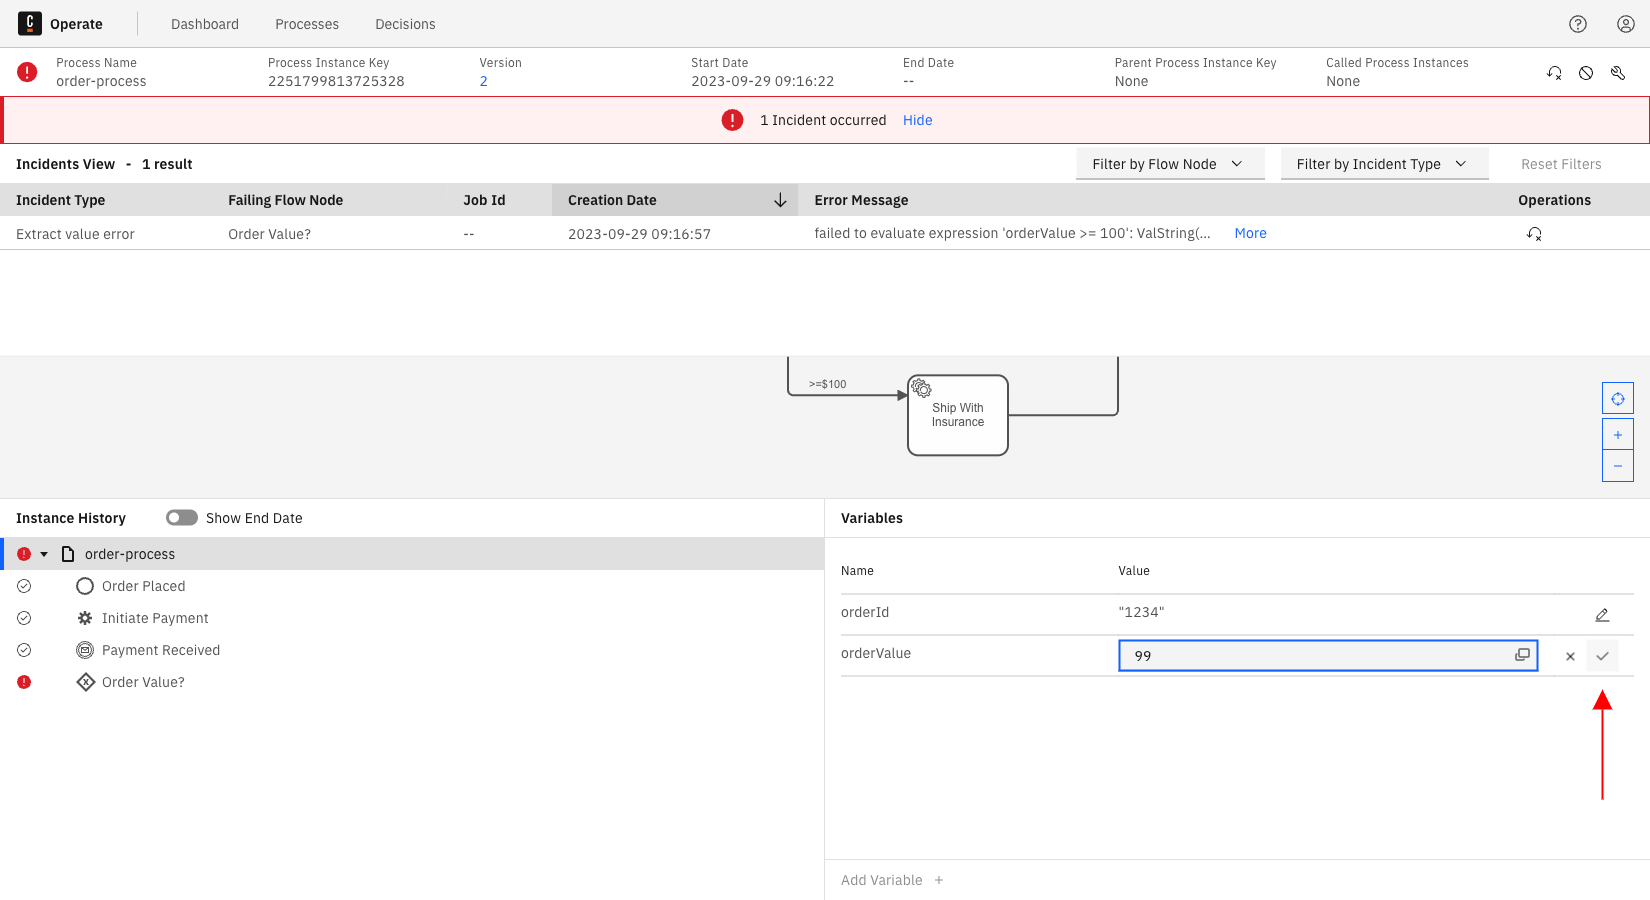 C Operate Dashboard Processes Decisions
Process Name Process Instance Key Version Start Date End Date Parent Process Instance Key Called Process Instances
order-process 2251799813725328 2 2023-09-29 09:16:22 -- None None
1 Incident occurred Hide
Incidents View - 1 result Filter by Flow Node Filter by Incident Type Reset Filters
Incident Type Failing Flow Node Job Id Creation Date Error Message Operations
Extract value error Order Value? -- 2023-09-29 09:16:57 failed to evaluate expression 'orderValue >= 100': ValString(... More
>=$100
Ship With
Insurance
Instance History Show End Date
order-process
Order Placed
Initiate Payment
Payment Received
Order Value?
Variables
Name Value
orderId "1234"
orderValue 99
Add Variable +